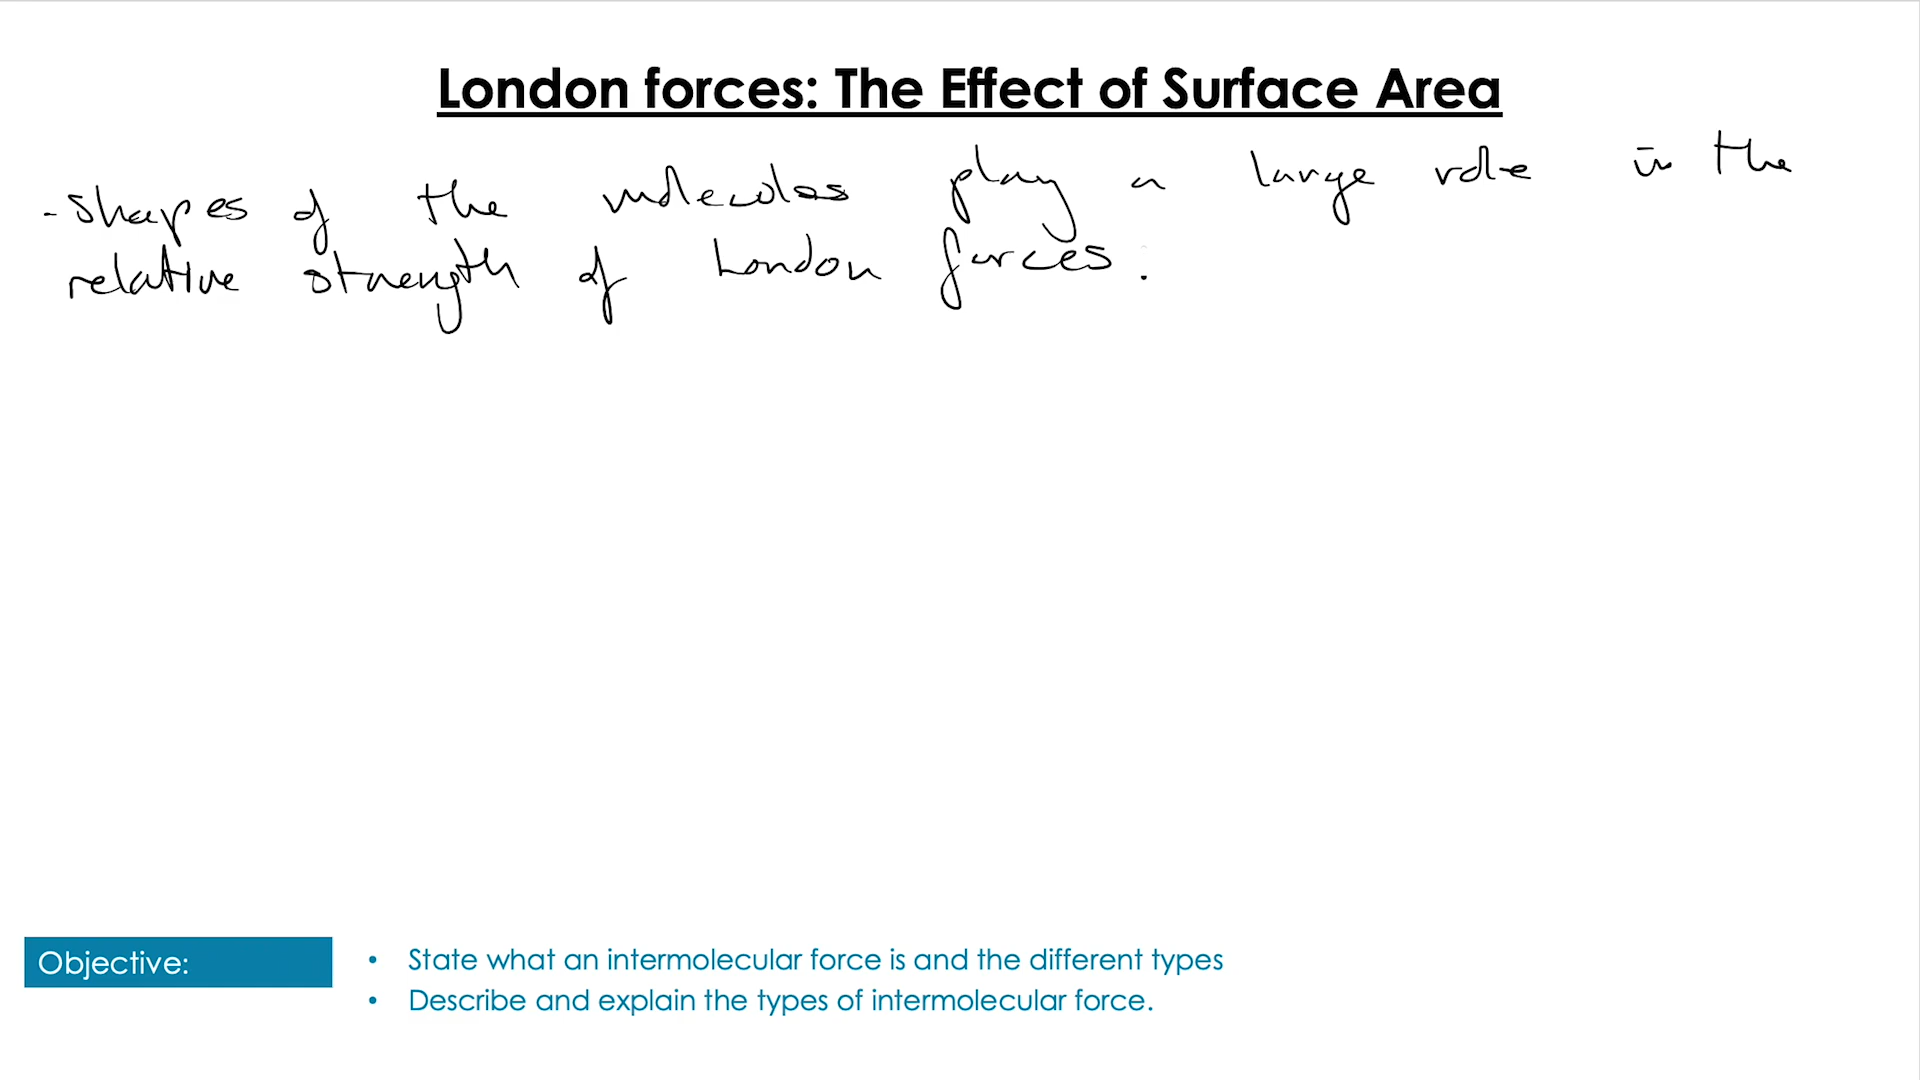 London forces: The Effect of Surface Area
- shapes of the molecules play a large role in the
relative strength of London forces.
Objective:
• State what an intermolecular force is and the different types
• Describe and explain the types of intermolecular force.